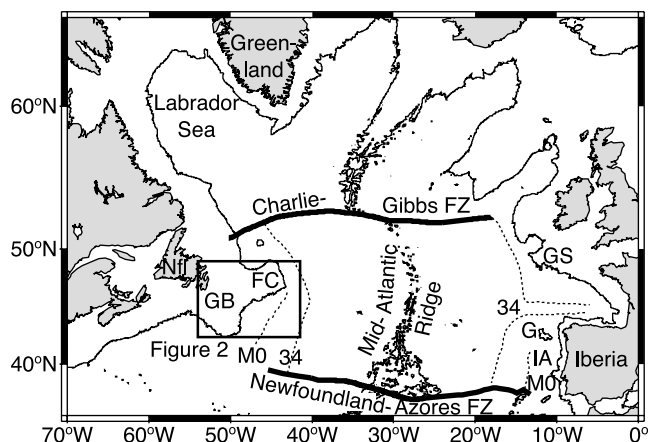 Green-
land
60°N
Labrador
Sea
Charlie-
Gibbs FZ
50°N
Nfl
FC
GB
GS
Mid- Atlantic
Ridge
34
G
Figure 2
M0
34
IA
Iberia
40°N
M0
Newfoundland- Azores FZ
70°W
60°W
50°W
40°W
30°W
20°W
10°W
0°